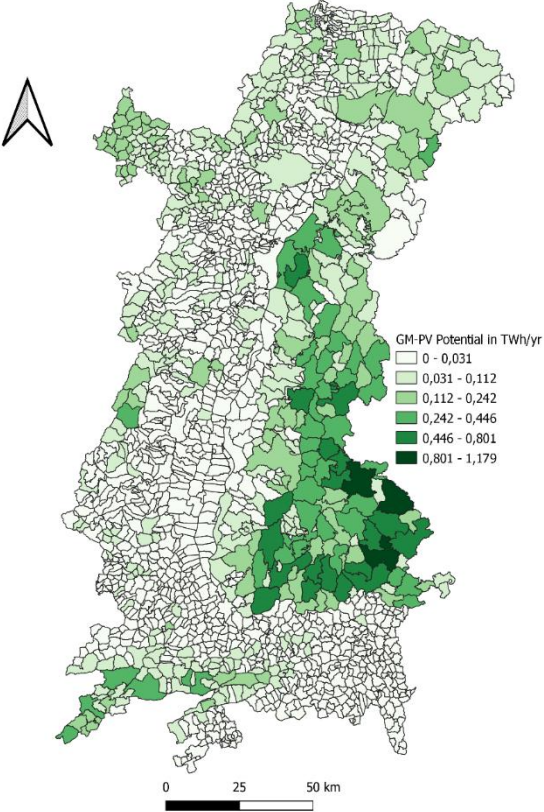 GM-PV Potential in TWh/yr
0 - 0,031
0,031 - 0,112
0,112 - 0,242
0,242 - 0,446
0,446 - 0,801
0,801 - 1,179
0 25 50 km